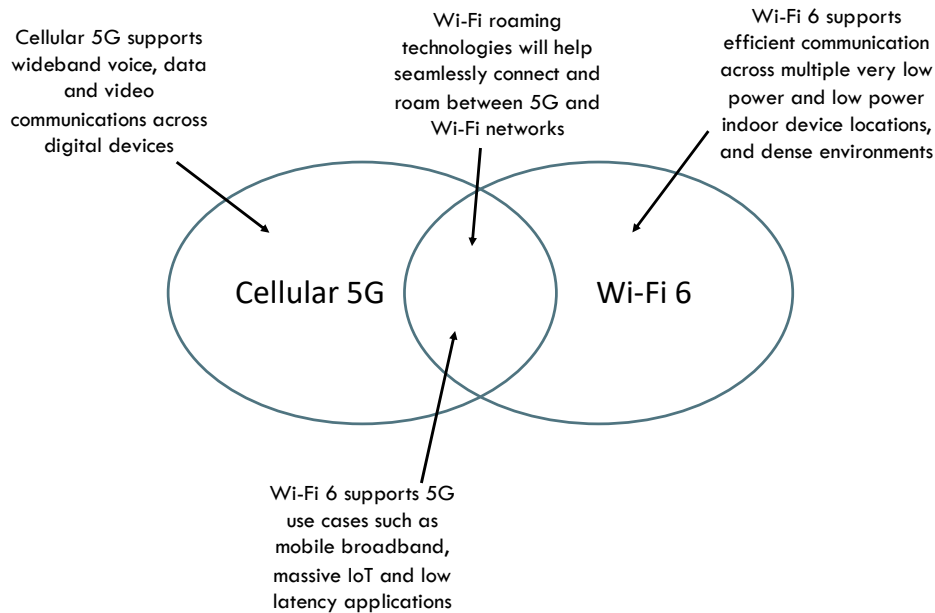 Cellular 5G supports
wideband voice, data
and video
communications across
digital devices
Wi-Fi roaming
technologies will help
seamlessly connect and
roam between 5G and
Wi-Fi networks
Wi-Fi 6 supports
efficient communication
across multiple very low
power and low power
indoor device locations,
and dense environments
Cellular 5G
Wi-Fi 6
Wi-Fi 6 supports 5G
use cases such as
mobile broadband,
massive IoT and low
latency applications